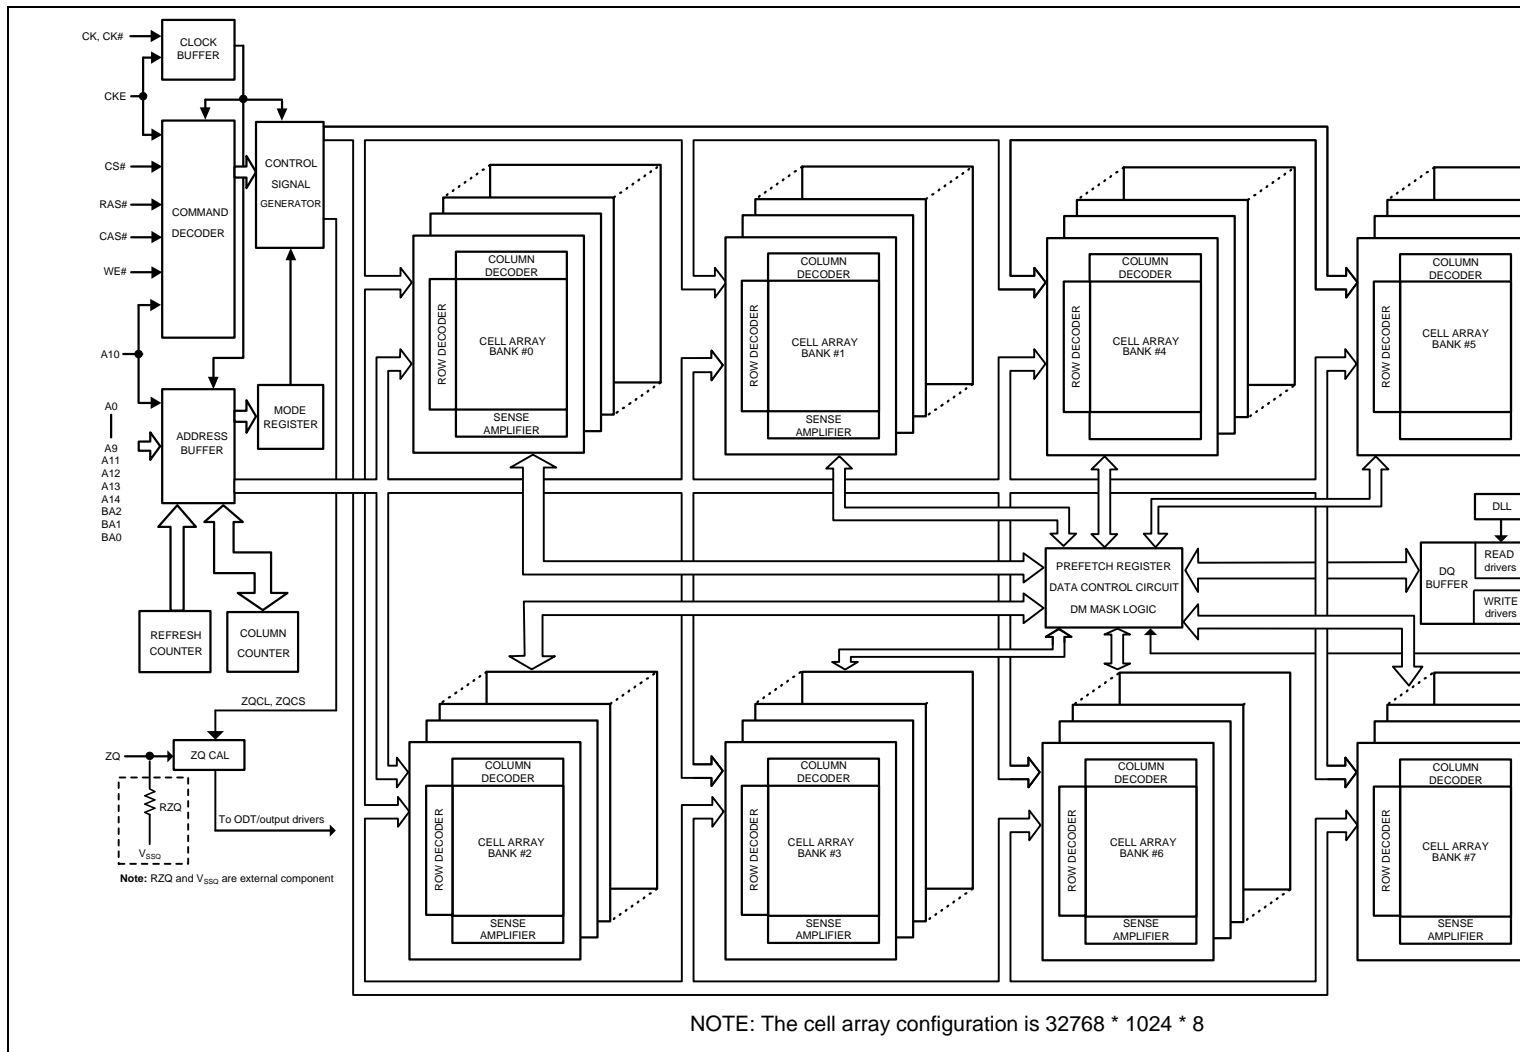 CK, CK#
CLOCK
BUFFER
CKE
CS#
RAS#
CAS#
WE#
COMMAND
DECODER
CONTROL
SIGNAL
GENERATOR
A10
A0
A9
A11
A12
A13
A14
BA2
BA1
BA0
ADDRESS
BUFFER
MODE
REGISTER
REFRESH
COUNTER
COLUMN
COUNTER
ZQCL, ZQCS
ZQ
ZQ CAL
RZQ
VSSQ
To ODT/output drivers
Note: RZQ and VSSQ are external component
COLUMN
DECODER
ROW DECODER
CELL ARRAY
BANK #0
SENSE
AMPLIFIER
COLUMN
DECODER
ROW DECODER
CELL ARRAY
BANK #1
SENSE
AMPLIFIER
COLUMN
DECODER
ROW DECODER
CELL ARRAY
BANK #4
COLUMN
DECODER
ROW DECODER
CELL ARRAY
BANK #5
PREFETCH REGISTER
DATA CONTROL CIRCUIT
DM MASK LOGIC
DLL
DQ
BUFFER
READ
drivers
WRITE
drivers
COLUMN
DECODER
ROW DECODER
CELL ARRAY
BANK #2
SENSE
AMPLIFIER
COLUMN
DECODER
ROW DECODER
CELL ARRAY
BANK #3
SENSE
AMPLIFIER
COLUMN
DECODER
ROW DECODER
CELL ARRAY
BANK #6
SENSE
AMPLIFIER
COLUMN
DECODER
ROW DECODER
CELL ARRAY
BANK #7
SENSE
AMPLIFIER
NOTE: The cell array configuration is 32768 * 1024 * 8